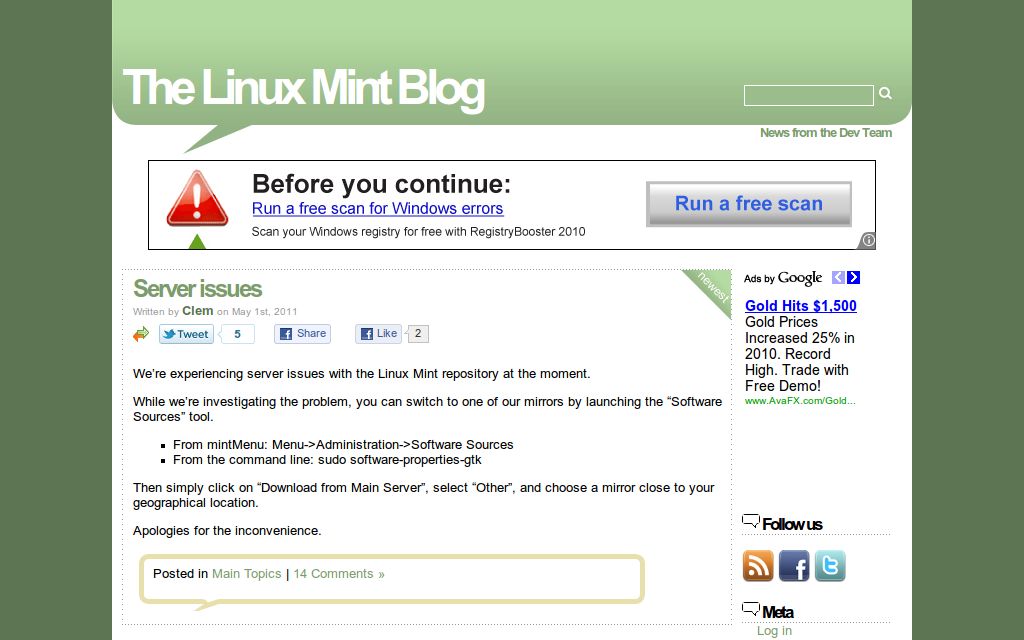 The Linux Mint Blog
News from the Dev Team
Before you continue:
Run a free scan for Windows errors
Scan your Windows registry for free with RegistryBooster 2010
Run a free scan
Server issues
newest
Written by Clem on May 1st, 2011
Tweet 5 Share Like 2
We’re experiencing server issues with the Linux Mint repository at the moment.
While we’re investigating the problem, you can switch to one of our mirrors by launching the “Software
Sources” tool.
From mintMenu: Menu->Administration->Software Sources
From the command line: sudo software-properties-gtk
Then simply click on “Download from Main Server”, select “Other”, and choose a mirror close to your
geographical location.
Apologies for the inconvenience.
Posted in Main Topics | 14 Comments »
Ads by Google
Gold Hits $1,500
Gold Prices
Increased 25% in
2010. Record
High. Trade with
Free Demo!
www.AvaFX.com/Gold...
Follow us
Meta
Log in